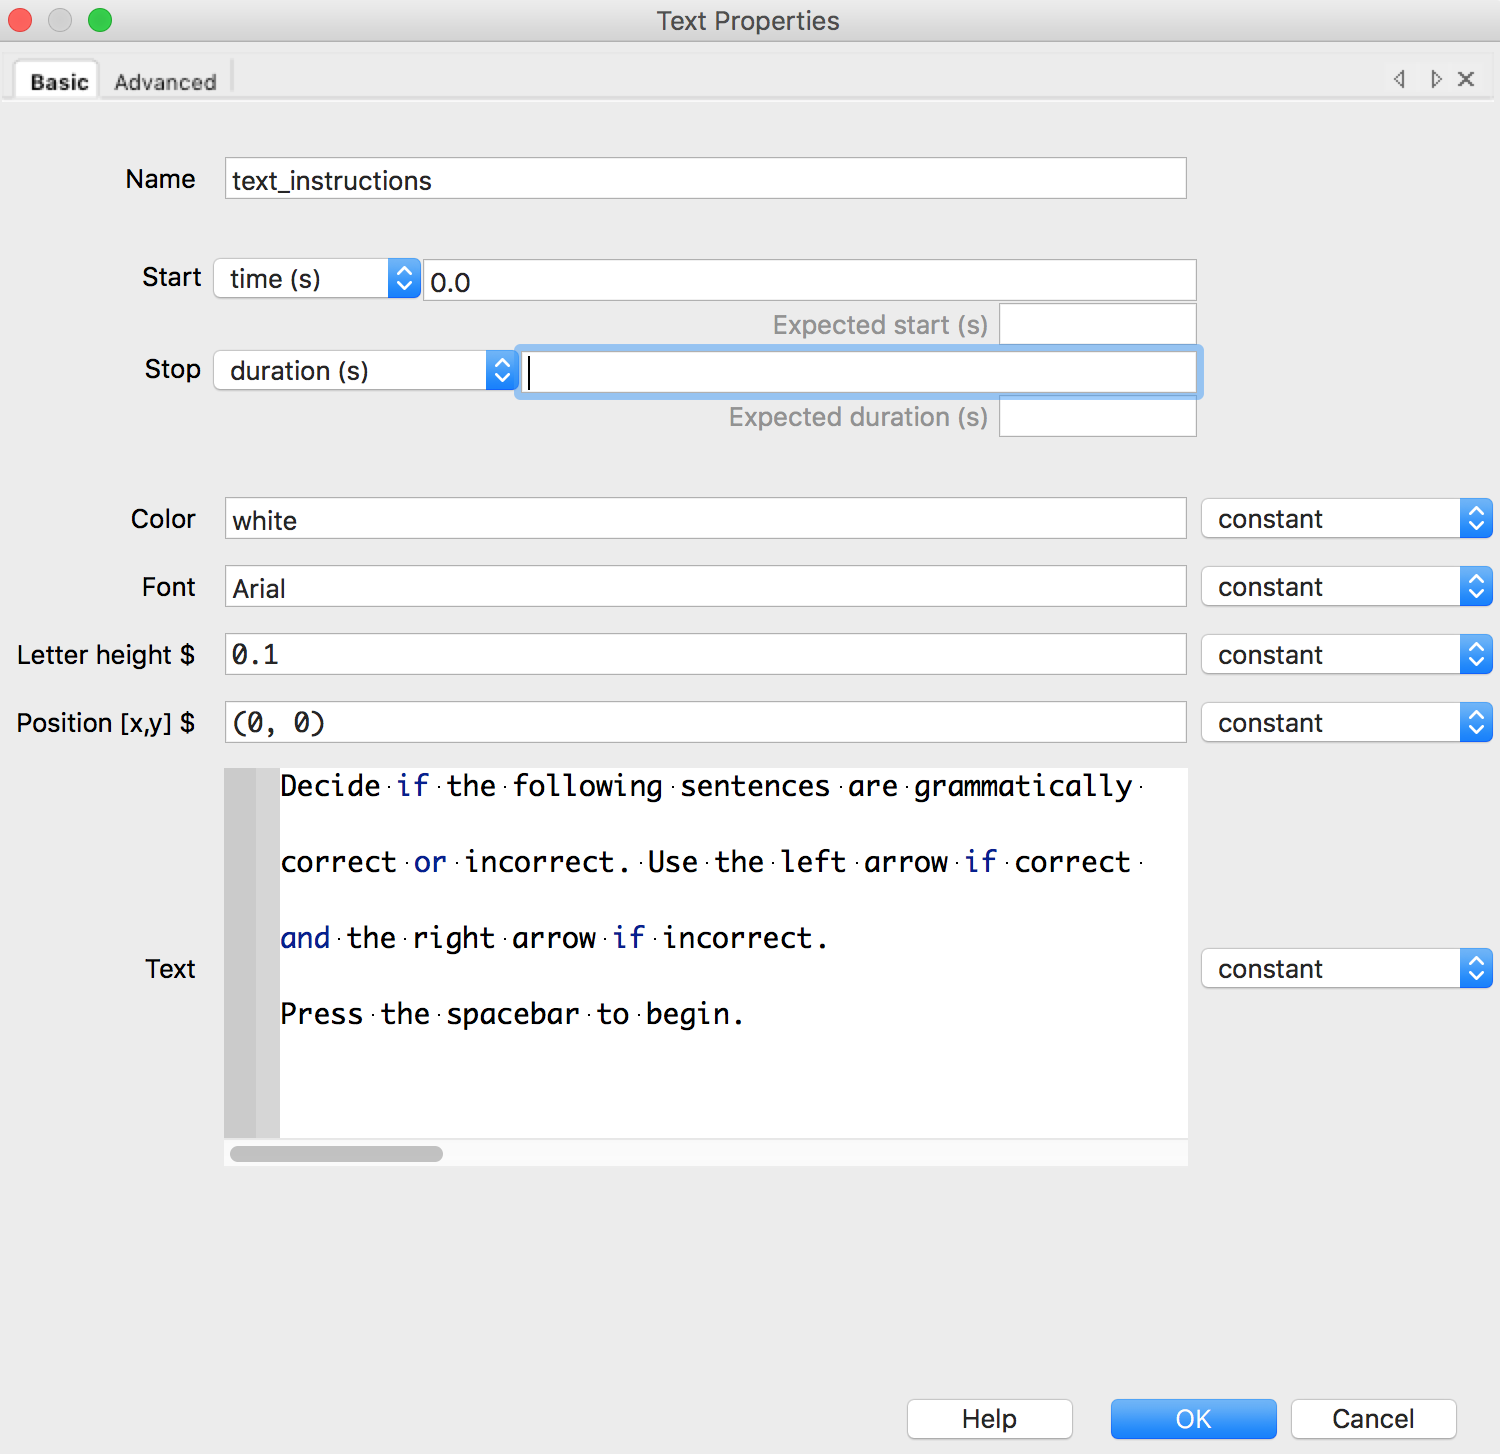 Text Properties
Basic Advanced
Name text_instructions
Start time (s) 0.0
Expected start (s)
Stop duration (s)
Expected duration (s)
Color white constant
Font Arial constant
Letter height $ 0.1 constant
Position [x,y] $ (0, 0) constant
Decide if the following sentences are grammatically
correct or incorrect. Use the left arrow if correct
and the right arrow if incorrect.
Text constant
Press the spacebar to begin.
Help OK Cancel